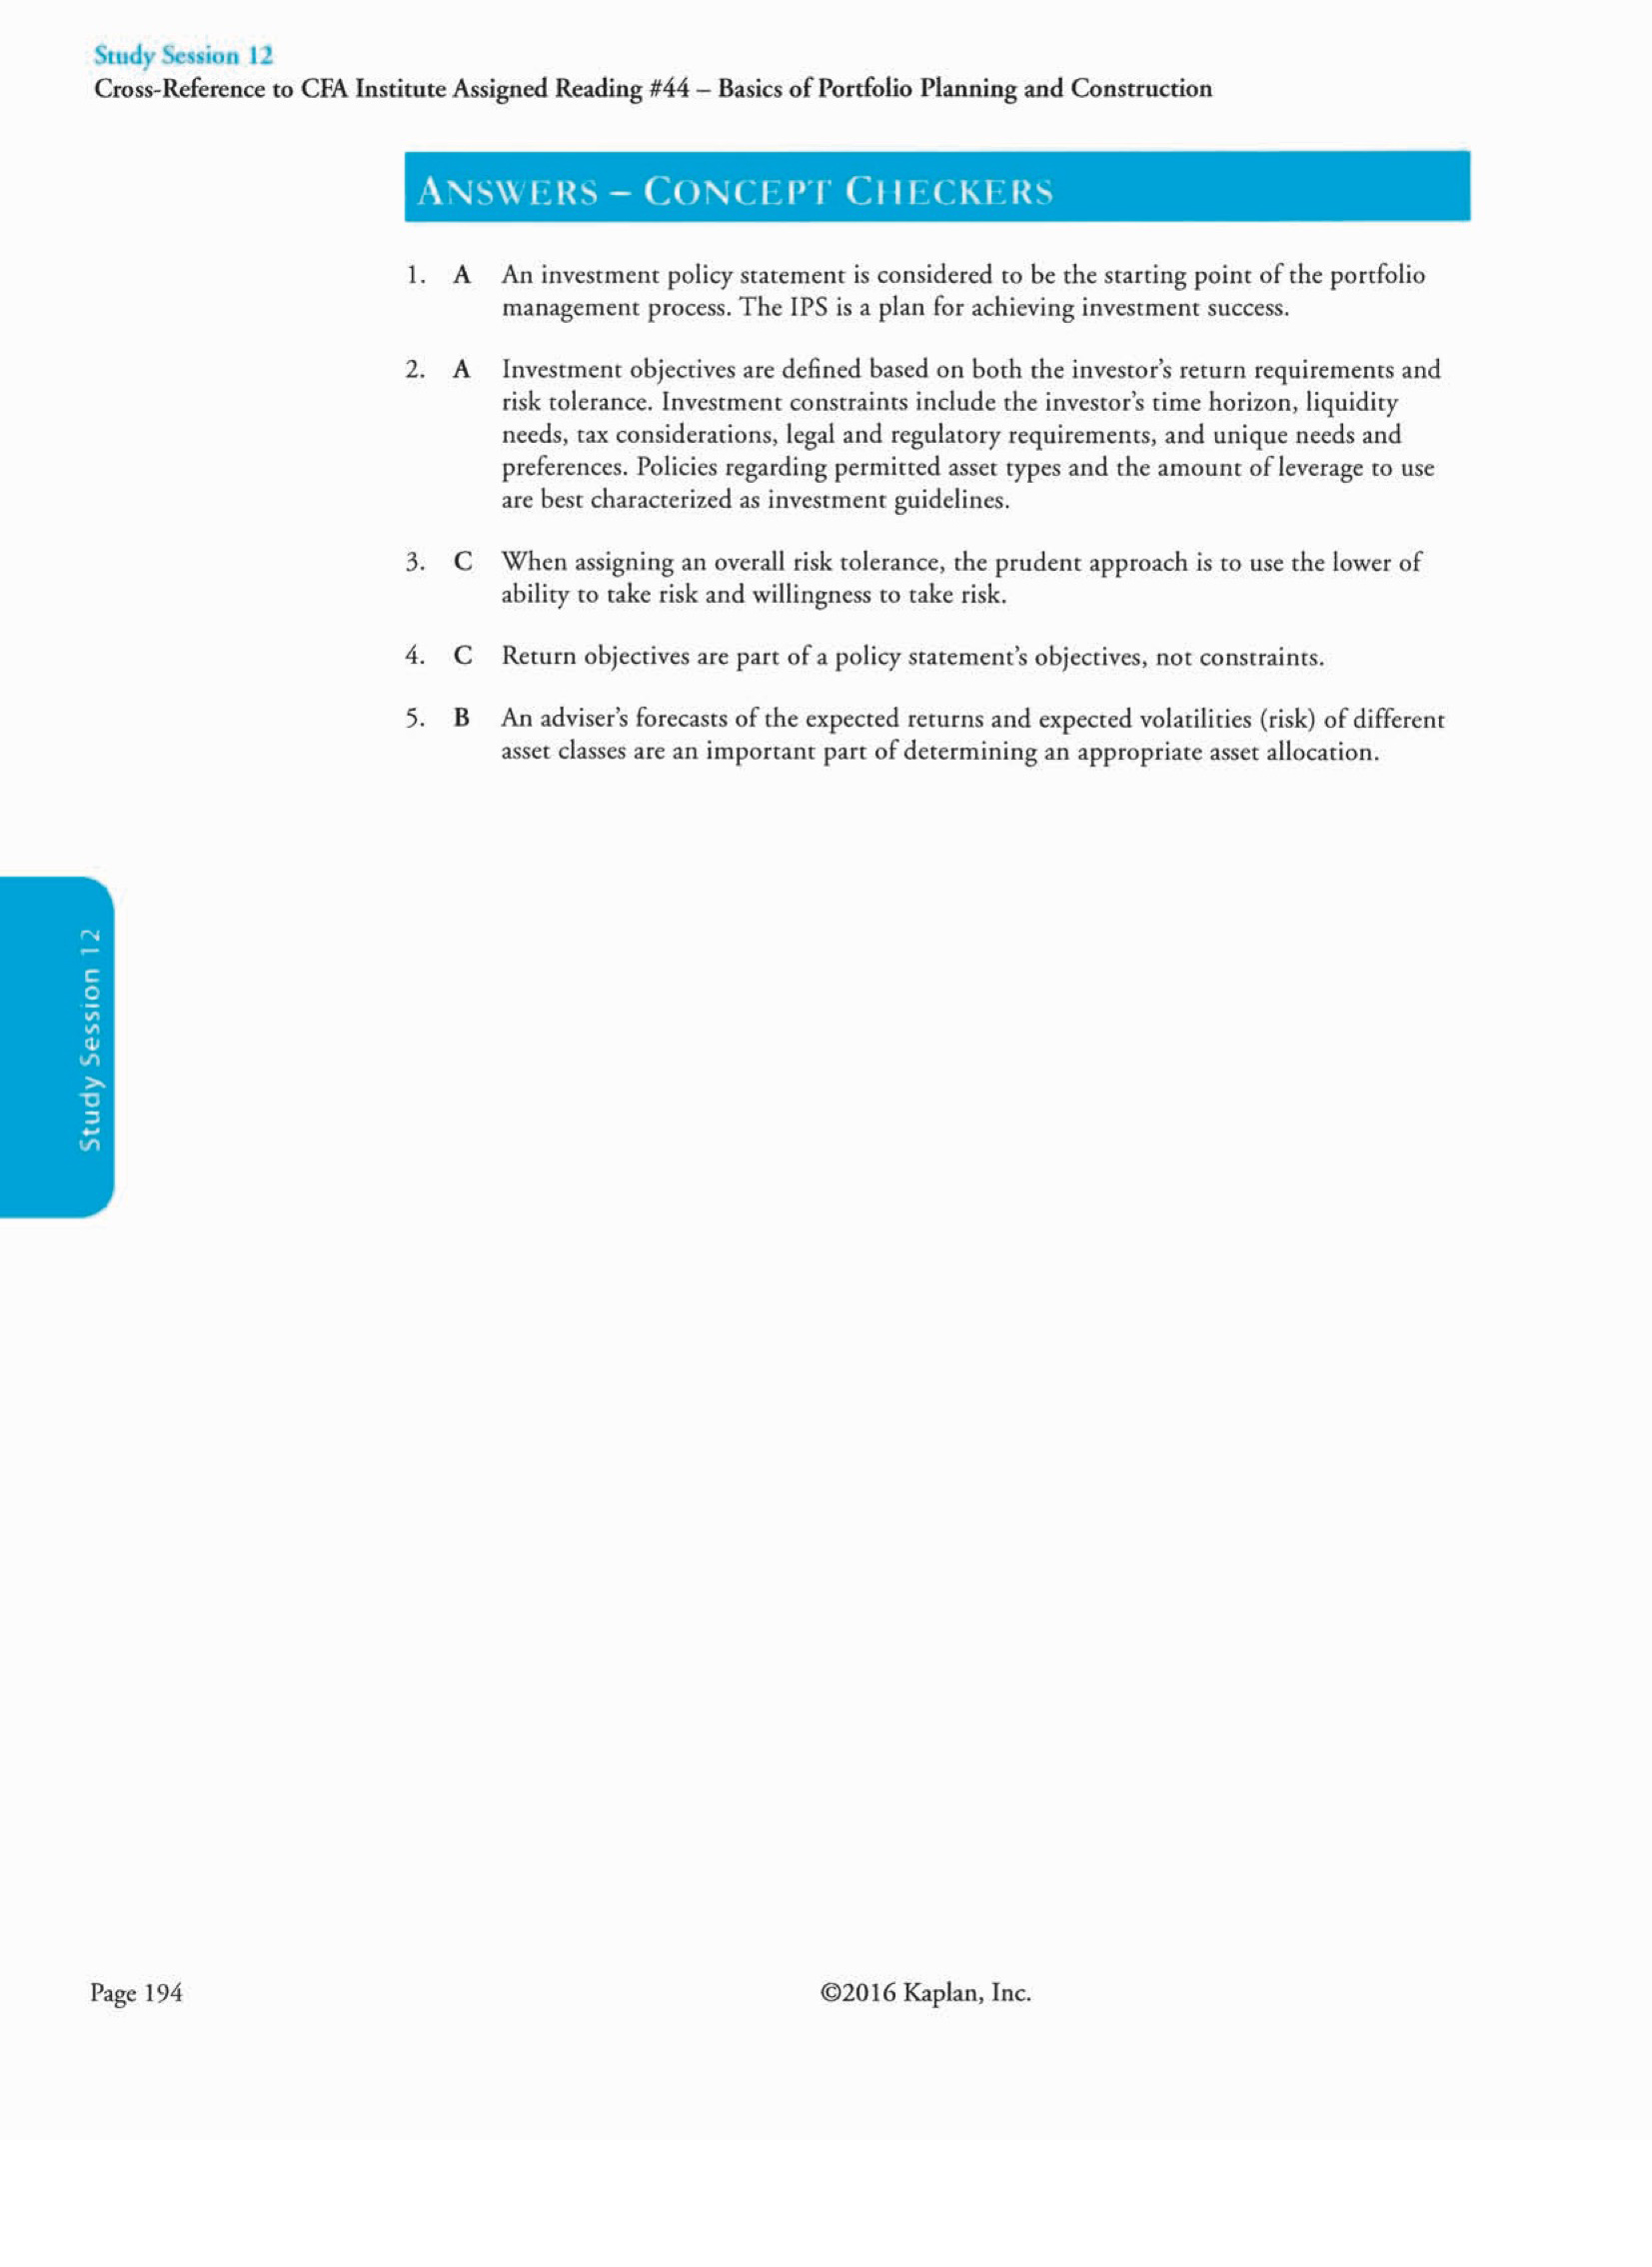 Study Session 12
Cross-Reference to CFA Institute Assigned Reading #44 – Basics of Portfolio Planning and Construction
ANSWERS – CONCEPT CHECKERS
1. A An investment policy statement is considered to be the starting point of the portfolio
management process. The IPS is a plan for achieving investment success.
2. A Investment objectives are defined based on both the investor's return requirements and
risk tolerance. Investment constraints include the investor's time horizon, liquidity
needs, tax considerations, legal and regulatory requirements, and unique needs and
preferences. Policies regarding permitted asset types and the amount of leverage to use
are best characterized as investment guidelines.
3. C When assigning an overall risk tolerance, the prudent approach is to use the lower of
ability to take risk and willingness to take risk.
4. C Return objectives are part of a policy statement's objectives, not constraints.
5. B An adviser's forecasts of the expected returns and expected volatilities (risk) of different
asset classes are an important part of determining an appropriate asset allocation.
Study Session 12
Page 194
©2016 Kaplan, Inc.